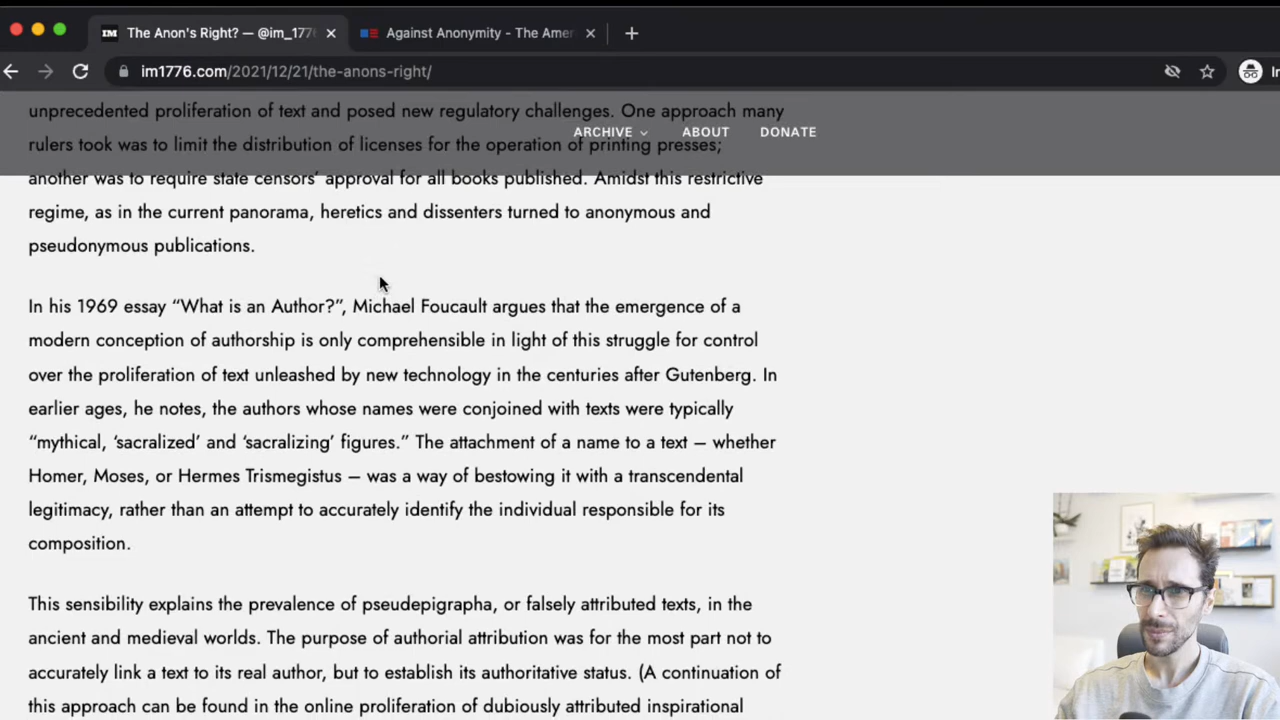 The Anon's Right? — @im_177
Against Anonymity - The Amer
im1776.com/2021/12/21/the-anons-right/
ARCHIVE ABOUT DONATE
unprecedented proliferation of text and posed new regulatory challenges. One approach many
rulers took was to limit the distribution of licenses for the operation of printing presses;
another was to require state censors’ approval for all books published. Amidst this restrictive
regime, as in the current panorama, heretics and dissenters turned to anonymous and
pseudonymous publications.
In his 1969 essay “What is an Author?”, Michael Foucault argues that the emergence of a
modern conception of authorship is only comprehensible in light of this struggle for control
over the proliferation of text unleashed by new technology in the centuries after Gutenberg. In
earlier ages, he notes, the authors whose names were conjoined with texts were typically
“mythical, ‘sacralized’ and ‘sacralizing’ figures.” The attachment of a name to a text – whether
Homer, Moses, or Hermes Trismegistus – was a way of bestowing it with a transcendental
legitimacy, rather than an attempt to accurately identify the individual responsible for its
composition.
This sensibility explains the prevalence of pseudepigrapha, or falsely attributed texts, in the
ancient and medieval worlds. The purpose of authorial attribution was for the most part not to
accurately link a text to its real author, but to establish its authoritative status. (A continuation of
this approach can be found in the online proliferation of dubiously attributed inspirational